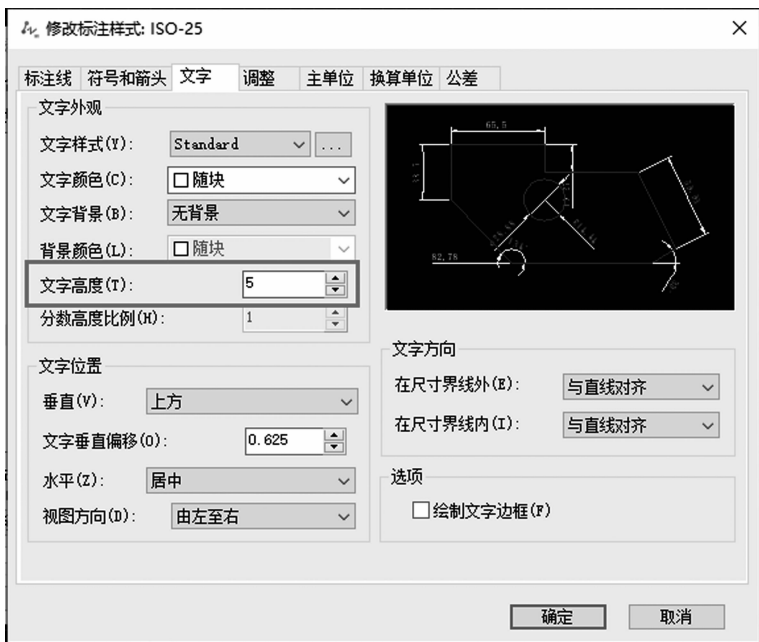 修改标注样式: ISO-25
标注线 符号和箭头 文字 调整 主单位 换算单位 公差
文字外观
文字样式(Y): Standard ...
文字颜色(C): 随块
文字背景(B): 无背景
背景颜色(L): 随块
文字高度(T): 5
分数高度比例(H): 1
65,5
82,78
文字位置
垂直(V): 上方
文字垂直偏移(O): 0.625
水平(Z): 居中
视图方向(D): 由左至右
文字方向
在尺寸界线外(E): 与直线对齐
在尺寸界线内(I): 与直线对齐
选项
绘制文字边框(F)
确定 取消